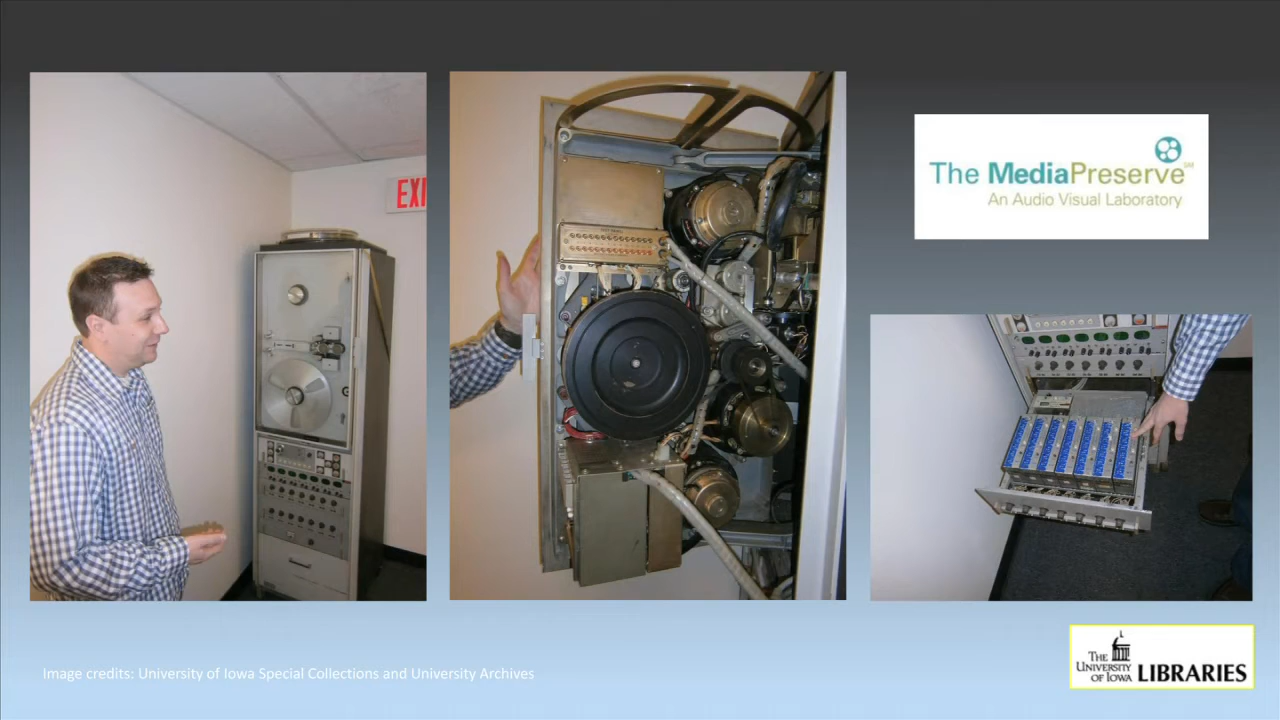 EXI
The MediaPreserve SM
An Audio Visual Laboratory
Image credits: University of Iowa Special Collections and University Archives
THE
UNIVERSITY
OF IOWA LIBRARIES